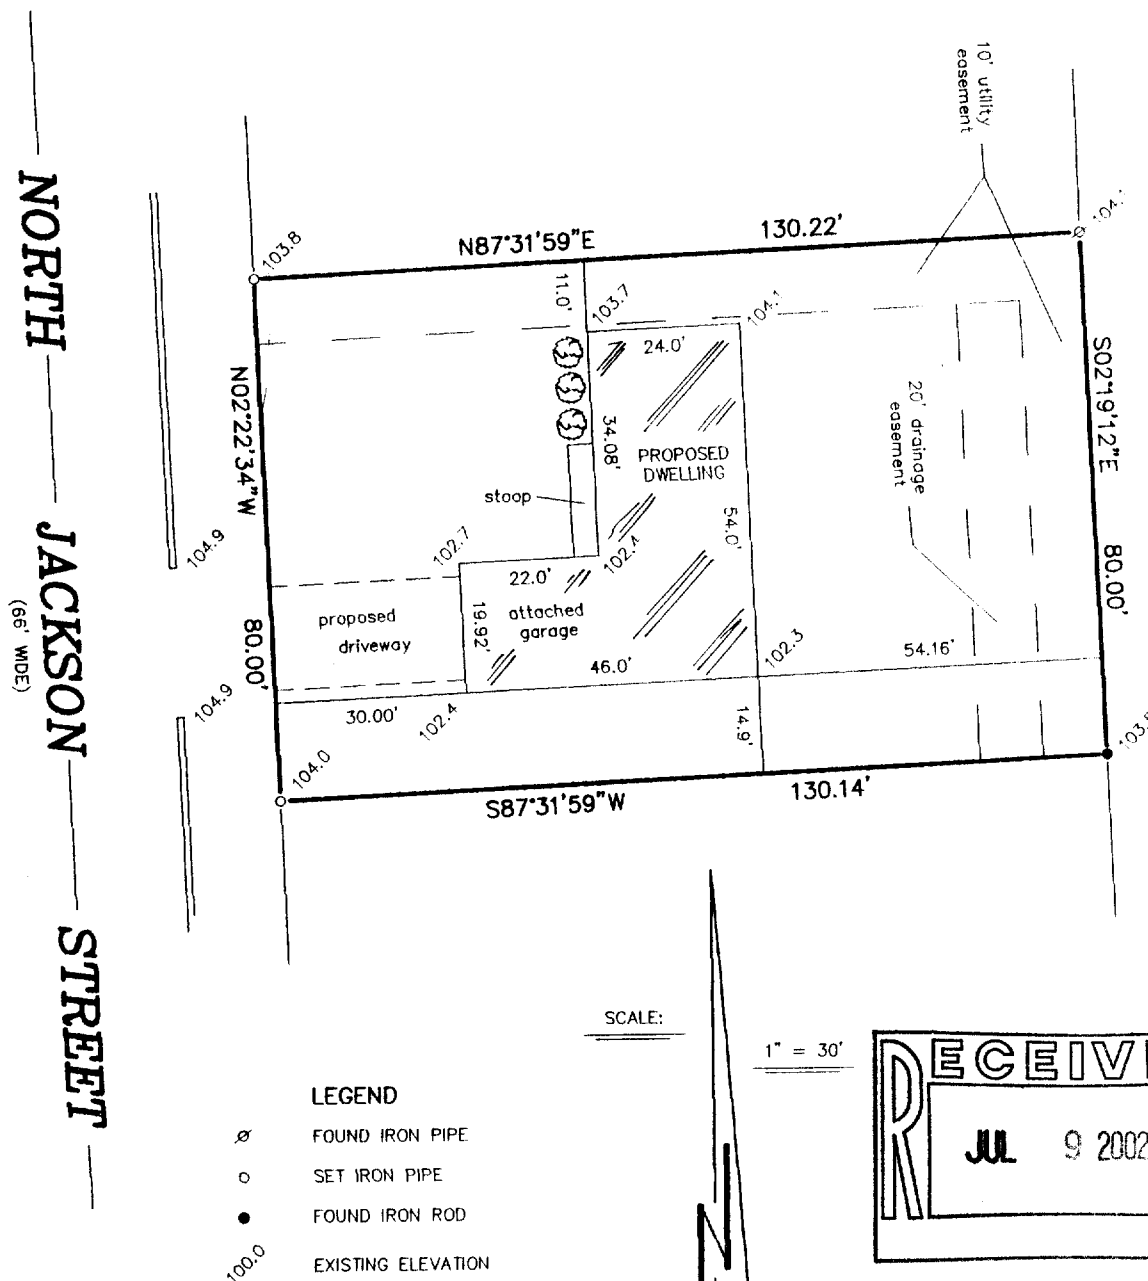 10' utility
easement
N87°31'59"E
130.22'
103.8
11.0'
103.7
104.1
24.0'
34.08'
PROPOSED
DWELLING
20' drainage
easement
S02°19'12"E
80.00'
N02°22'34"W
80.00'
stoop
54.0'
104.9
102.7
102.4
22.0'
19.92'
attached
garage
proposed
driveway
46.0'
102.3
54.16'
104.9
30.00'
102.4
14.9'
104.0
S87°31'59"W
130.14'
NORTH JACKSON STREET
(66' WIDE)
SCALE:
1" = 30'
LEGEND
FOUND IRON PIPE
SET IRON PIPE
FOUND IRON ROD
100.0 EXISTING ELEVATION
N
RECEIV
JUL 9 2002